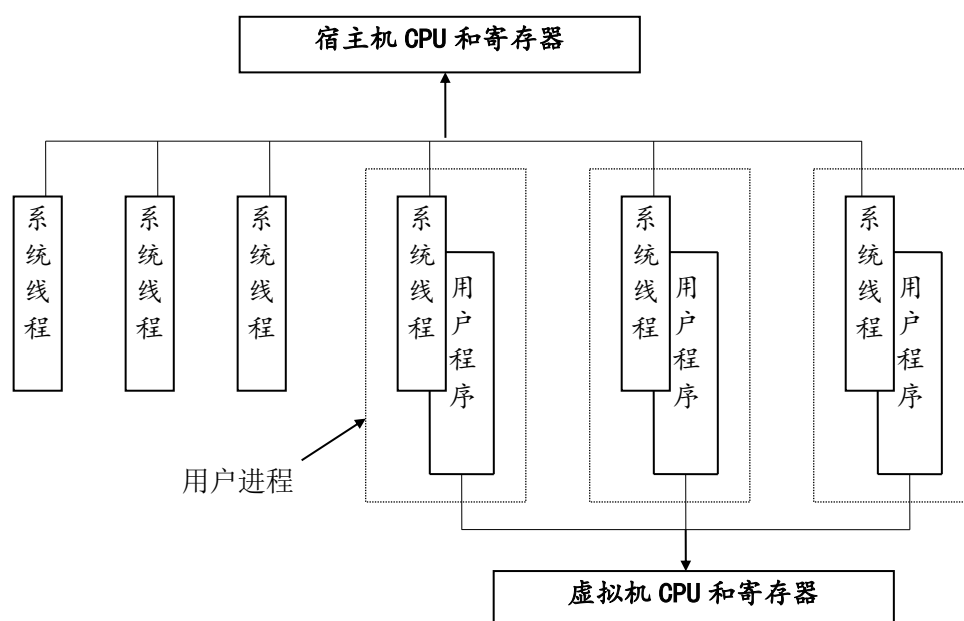 宿主机 CPU 和寄存器
系统线程
系统线程
系统线程
系统线程
用户程序
系统线程
用户程序
系统线程
用户程序
用户进程
虚拟机 CPU 和寄存器